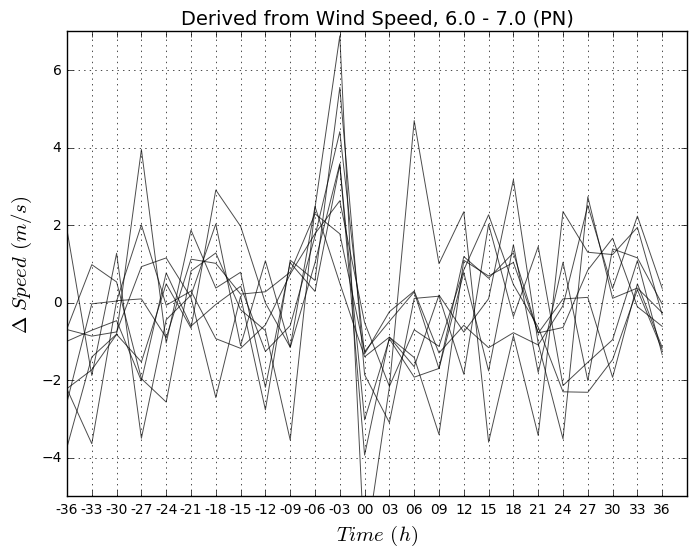 Derived from Wind Speed, 6.0 - 7.0 (PN)
6
4
2
0
−2
−4
Δ Speed (m/s)
-36 -33 -30 -27 -24 -21 -18 -15 -12 -09 -06 -03 00 03 06 09 12 15 18 21 24 27 30 33 36
Time (h)